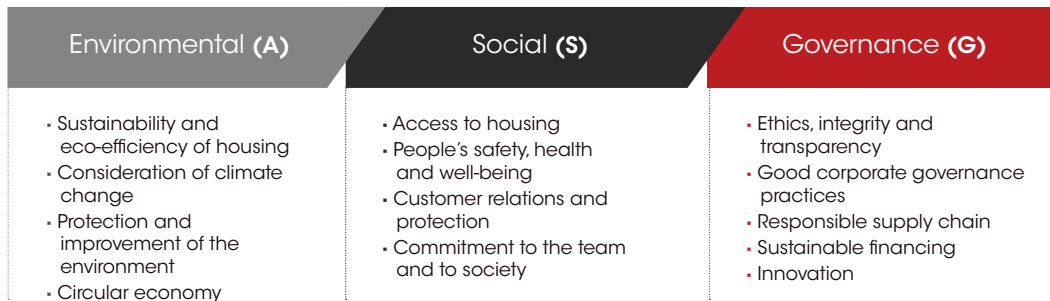 Environmental (A)
▪ Sustainability and
eco-efficiency of housing
▪ Consideration of climate
change
▪ Protection and
improvement of the
environment
▪ Circular economy
Social (S)
▪ Access to housing
▪ People's safety, health
and well-being
▪ Customer relations and
protection
▪ Commitment to the team
and to society
Governance (G)
▪ Ethics, integrity and
transparency
▪ Good corporate governance
practices
▪ Responsible supply chain
▪ Sustainable financing
▪ Innovation